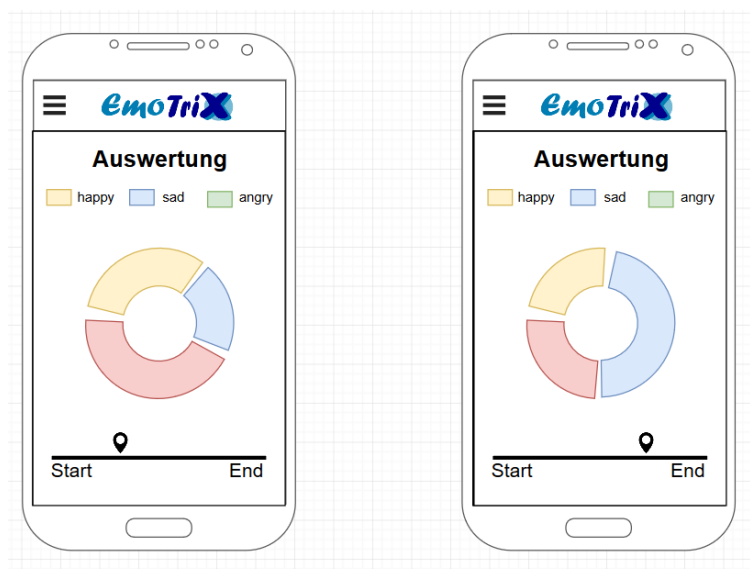 EmoTriX
Auswertung
happy sad angry
Start End
EmoTriX
Auswertung
happy sad angry
Start End